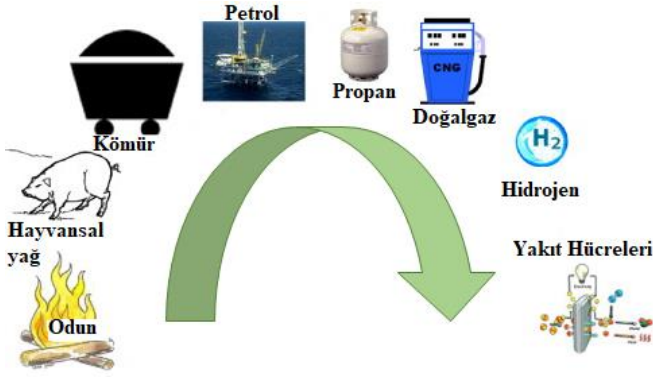 Petrol
Kömür
Propan
CNG
Doğalgaz
H2
Hidrojen
Hayvansal
yağ
Yakıt Hücreleri
Odun